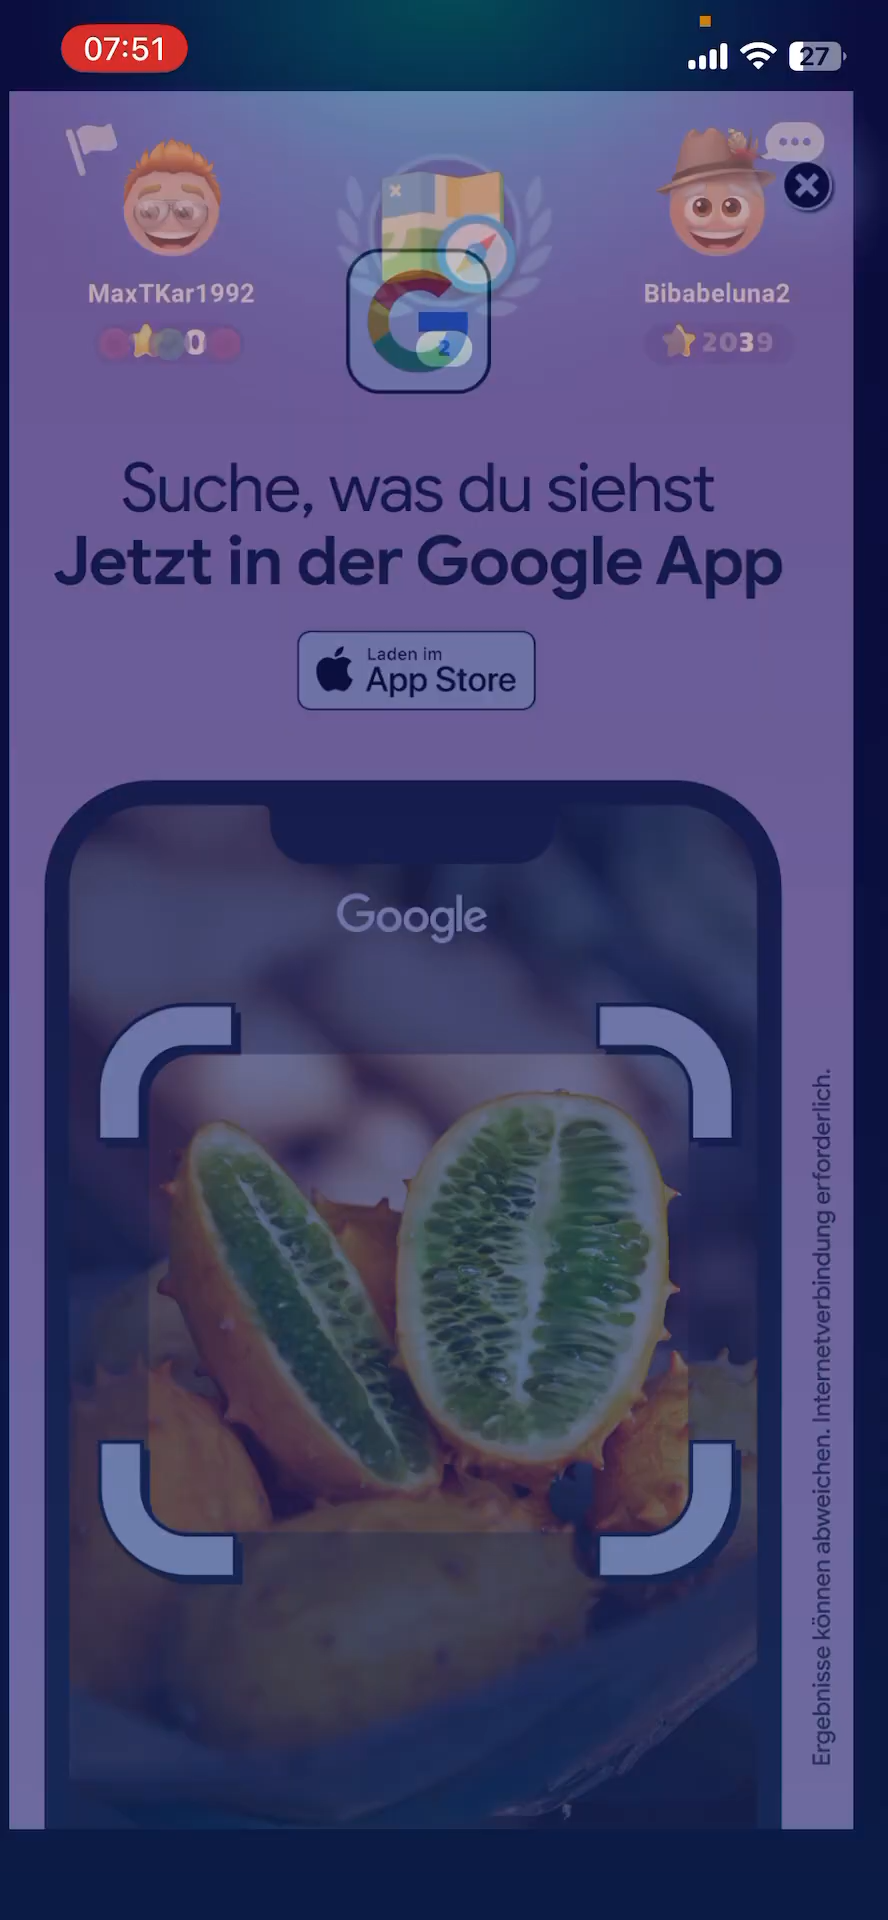 07:51
27
MaxTKar1992
Bibabeluna2
0
2039
2
Suche, was du siehst
Jetzt in der Google App
Laden im
App Store
Google
Ergebnisse können abweichen. Internetverbindung erforderlich.